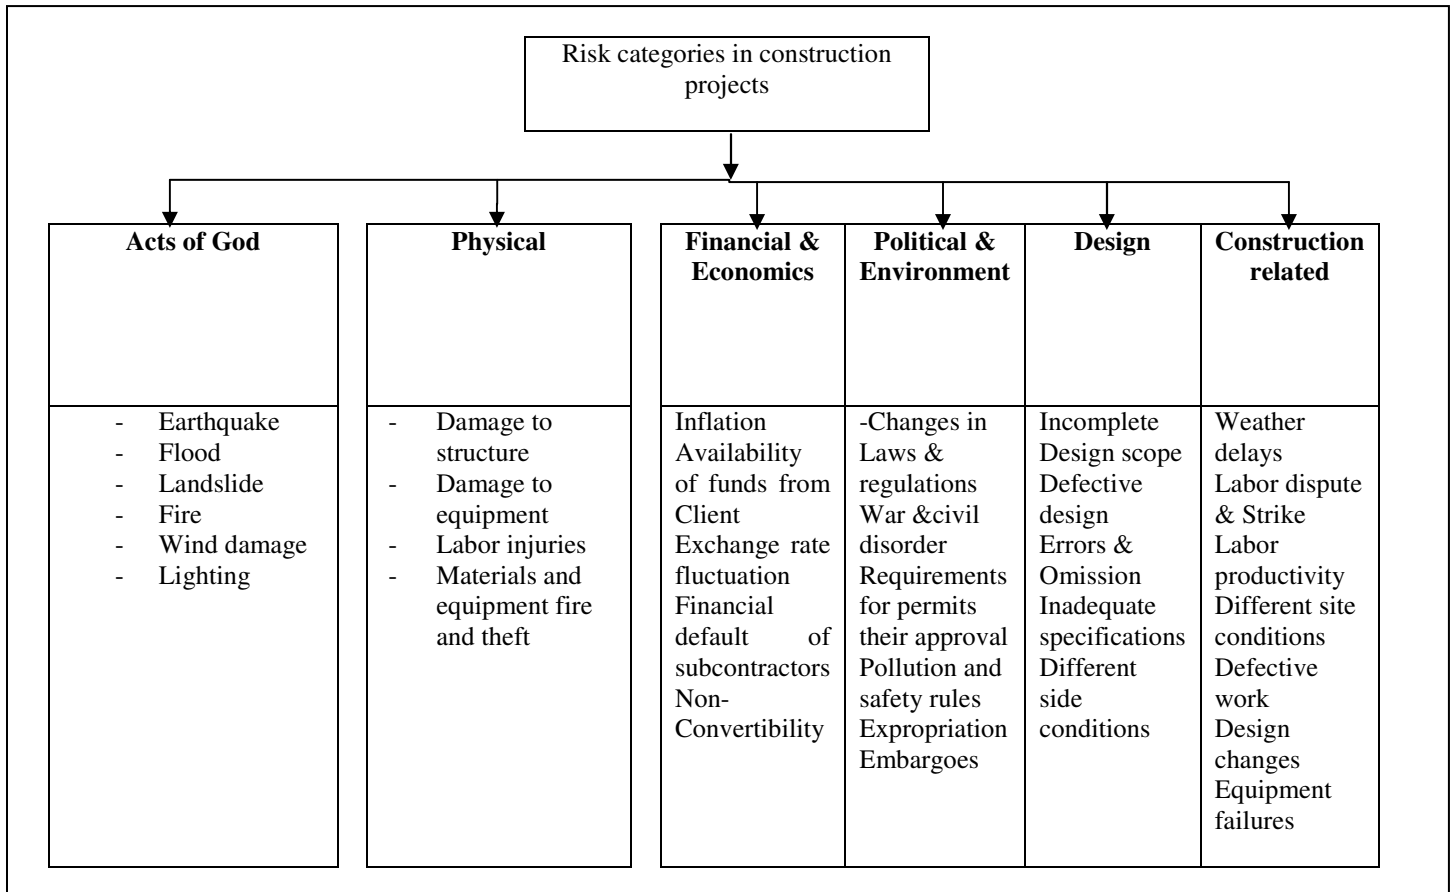 Risk categories in construction
projects
Acts of God
- Earthquake
- Flood
- Landslide
- Fire
- Wind damage
- Lighting
Physical
- Damage to
structure
- Damage to
equipment
- Labor injuries
- Materials and
equipment fire
and theft
Financial &
Economics
Inflation
Availability
of funds from
Client
Exchange rate
fluctuation
Financial
default of
subcontractors
Non-
Convertibility
Political &
Environment
-Changes in
Laws &
regulations
War &civil
disorder
Requirements
for permits
their approval
Pollution and
safety rules
Expropriation
Embargoes
Design
Incomplete
Design scope
Defective
design
Errors &
Omission
Inadequate
specifications
Different
side
conditions
Construction
related
Weather
delays
Labor dispute
& Strike
Labor
productivity
Different site
conditions
Defective
work
Design
changes
Equipment
failures